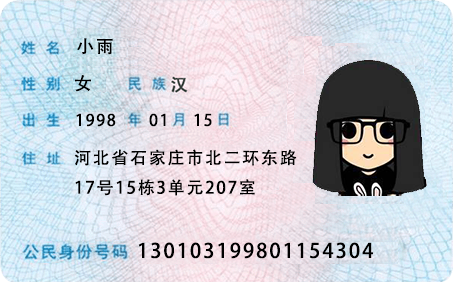 姓名 小雨
性别 女 民族 汉
出生 1998 年 01 月 15 日
住址 河北省石家庄市北二环东路
17号15栋3单元207室
公民身份号码 130103199801154304